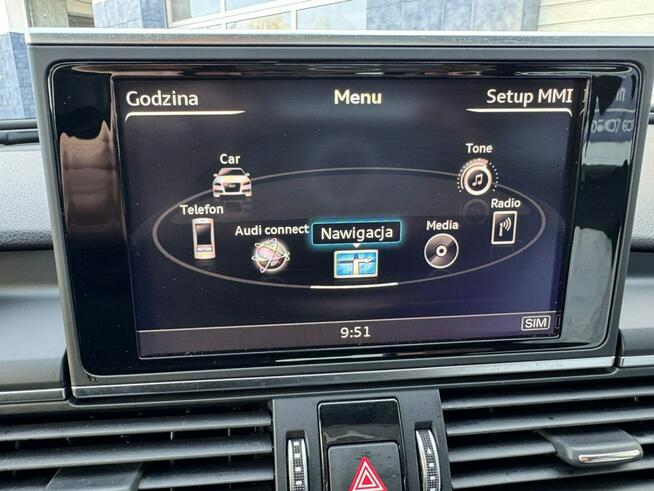 Godzina
Menu
Setup MMI
Car
Tone
Telefon
Radio
Audi connect
Nawigacja
Media
9:51
SIM